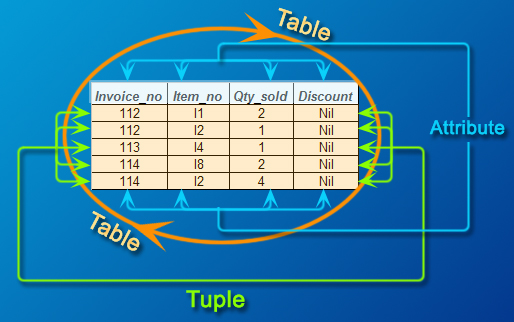 Table
Invoice_no Item_no Qty_sold Discount
112 I1 2 Nil
112 I2 1 Nil
113 I4 1 Nil
114 I8 2 Nil
114 I2 4 Nil
Attribute
Table
Tuple